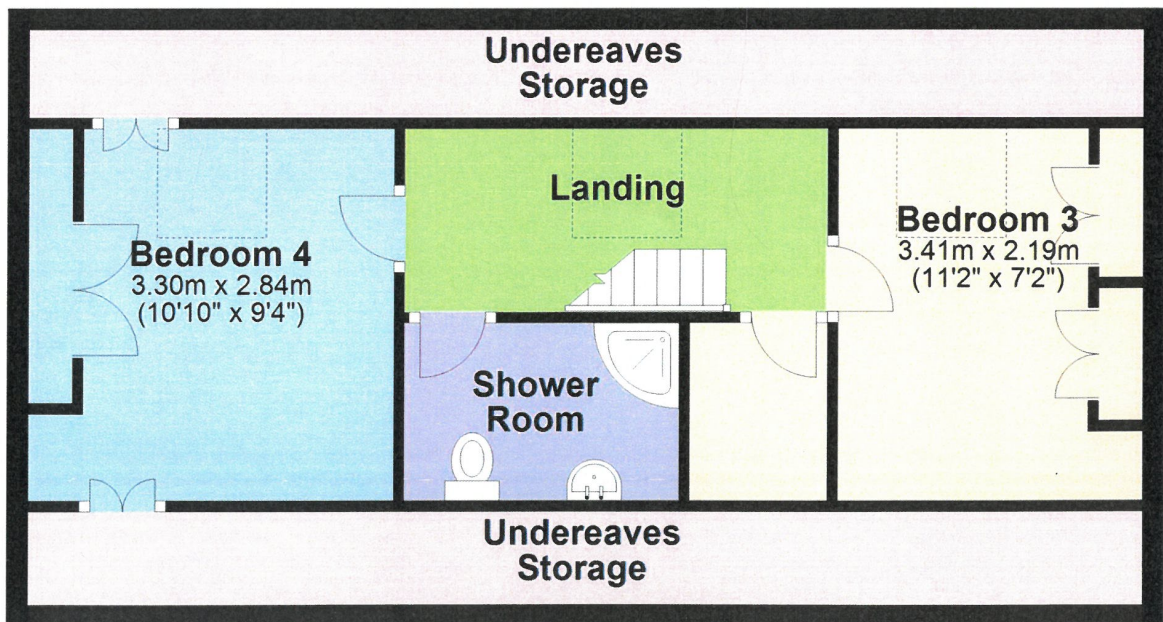 Undereaves
Storage
Landing
Bedroom 4
3.30m x 2.84m
(10'10" x 9'4")
Bedroom 3
3.41m x 2.19m
(11'2" x 7'2")
Shower
Room
Undereaves
Storage